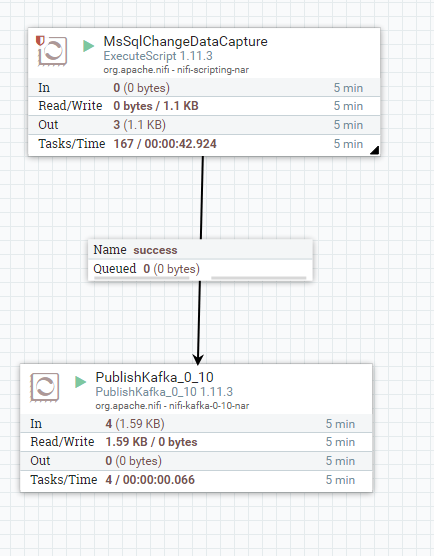 MsSqlChangeDataCapture
ExecuteScript 1.11.3
org.apache.nifi - nifi-scripting-nar
In 0 (0 bytes) 5 min
Read/Write 0 bytes / 1.1 KB 5 min
Out 3 (1.1 KB) 5 min
Tasks/Time 167 / 00:00:42.924 5 min
Name success
Queued 0 (0 bytes)
PublishKafka_0_10
PublishKafka_0_10 1.11.3
org.apache.nifi - nifi-kafka-0-10-nar
In 4 (1.59 KB) 5 min
Read/Write 1.59 KB / 0 bytes 5 min
Out 0 (0 bytes) 5 min
Tasks/Time 4 / 00:00:00.066 5 min